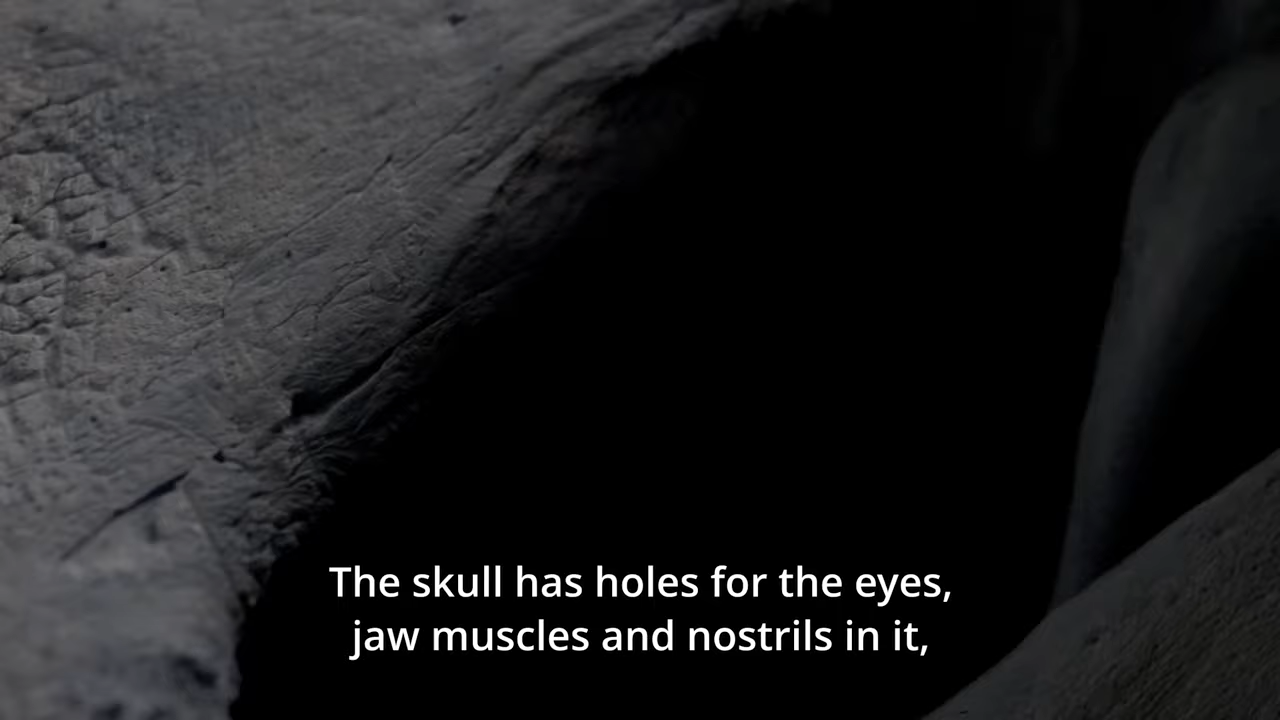 The skull has holes for the eyes,
jaw muscles and nostrils in it,